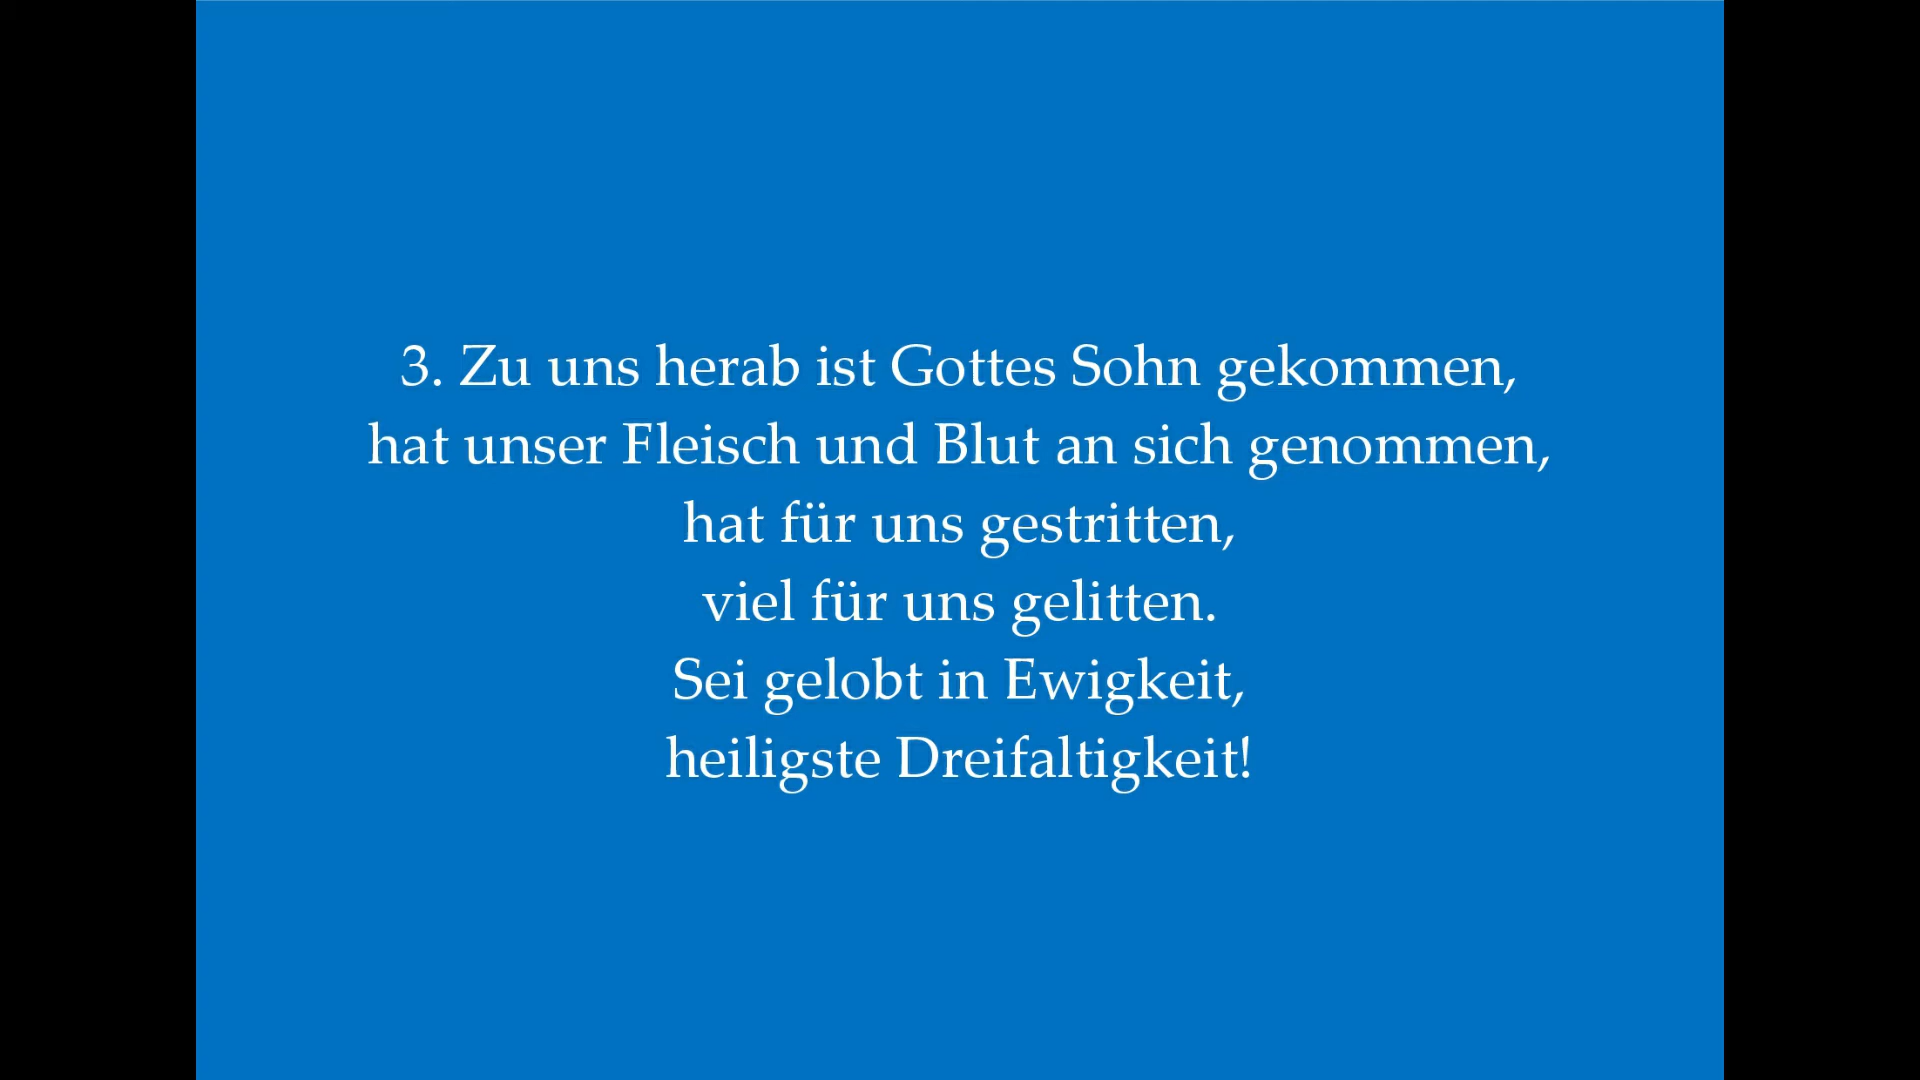 3. Zu uns herab ist Gottes Sohn gekommen,
hat unser Fleisch und Blut an sich genommen,
hat für uns gestritten,
viel für uns gelitten.
Sei gelobt in Ewigkeit,
heiligste Dreifaltigkeit!